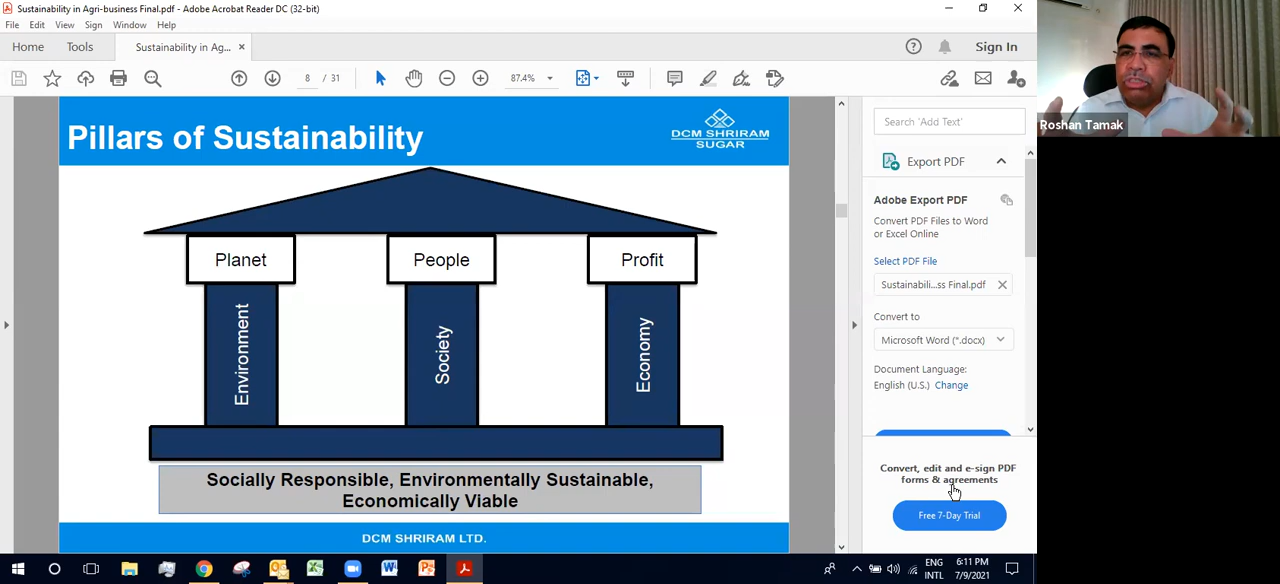 Sustainability in Agri-business Final.pdf - Adobe Acrobat Reader DC (32-bit)
File Edit View Sign Window Help
Home Tools Sustainability in Ag...
Sign In
8 / 31
87.4%
Pillars of Sustainability
DCM SHRIRAM
SUGAR
Planet People Profit
Environment
Society
Economy
Socially Responsible, Environmentally Sustainable,
Economically Viable
DCM SHRIRAM LTD.
Search 'Add Text'
Export PDF
Adobe Export PDF
Convert PDF Files to Word
or Excel Online
Select PDF File
Sustainabili...ss Final.pdf
Convert to
Microsoft Word (*.docx)
Document Language:
English (U.S.) Change
Convert, edit and e-sign PDF
forms & agreements
Free 7-Day Trial
Roshan Tamak
ENG
INTL
6:11 PM
7/9/2021